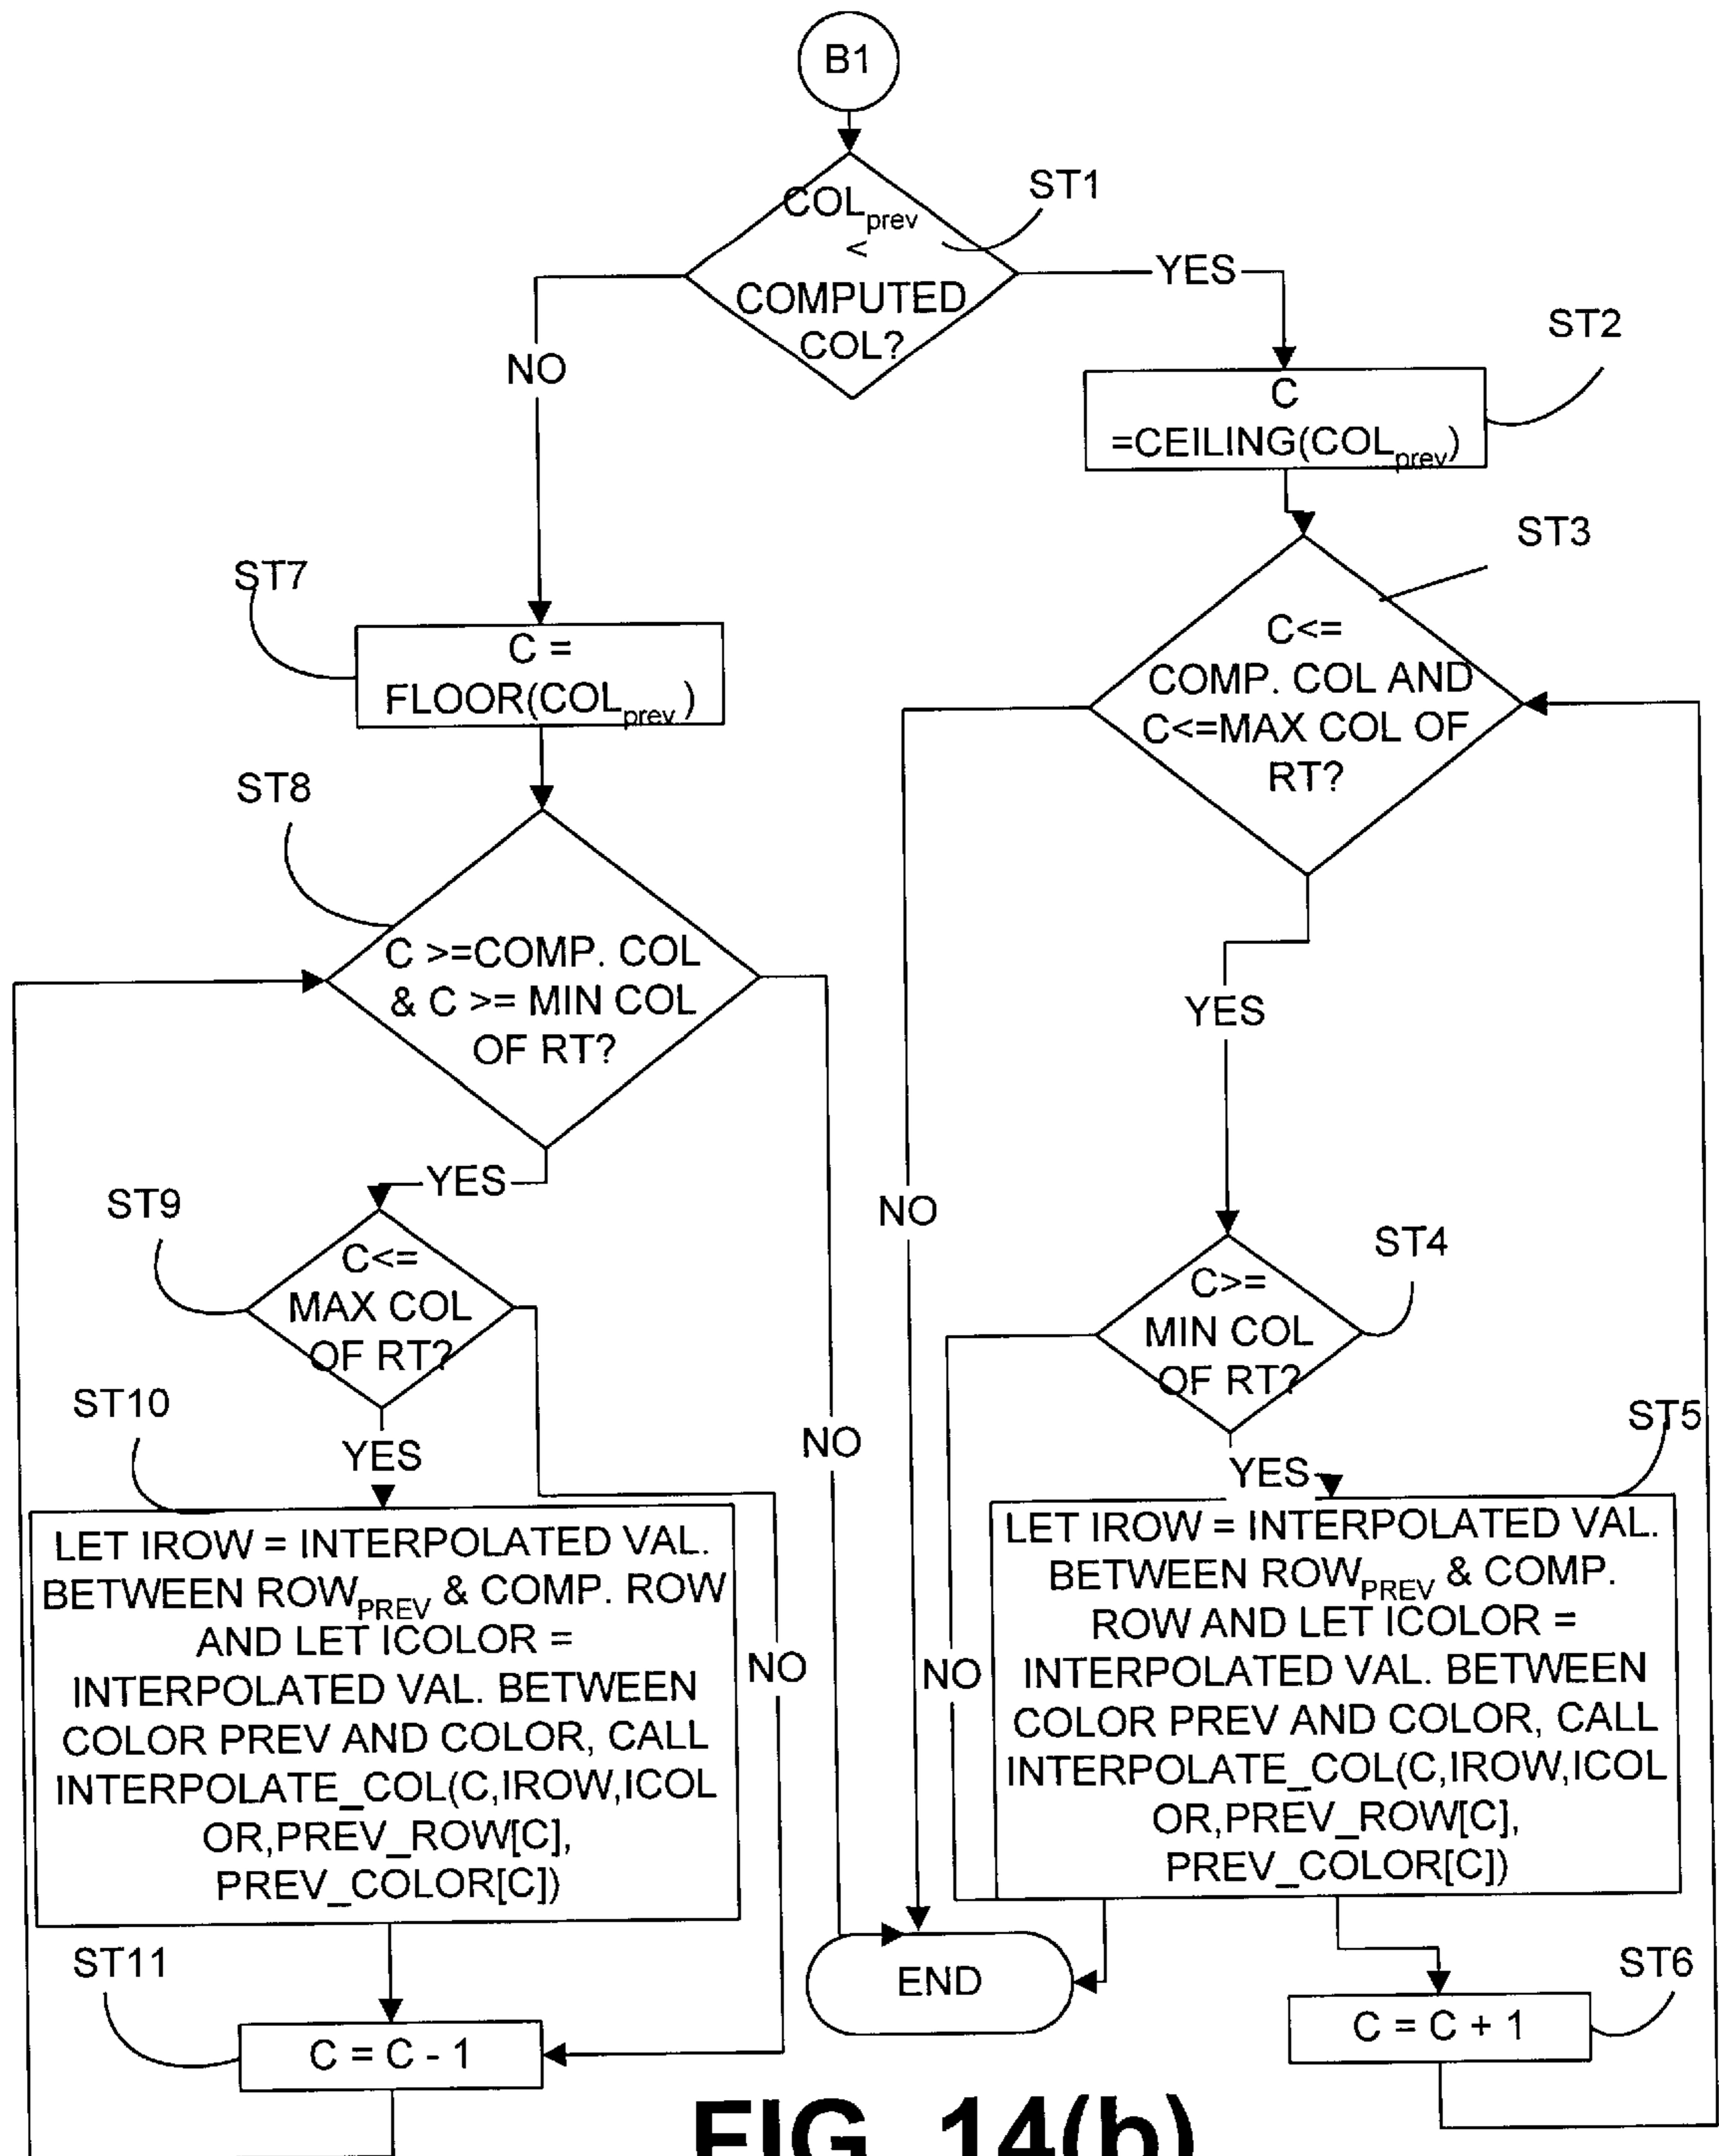 B1
COLprev
<
COMPUTED
COL?
ST1
YES
NO
ST2
C
=CEILING(COLprev)
ST3
C<=
COMP. COL AND
C<=MAX COL OF
RT?
ST7
C =
FLOOR(COLprev)
ST8
C >=COMP. COL
& C >= MIN COL
OF RT?
YES
YES
NO
ST9
C<=
MAX COL
OF RT?
ST4
C>=
MIN COL
OF RT?
ST10
YES
NO
ST5
YES
LET IROW = INTERPOLATED VAL.
BETWEEN ROWPREV & COMP. ROW
AND LET ICOLOR =
INTERPOLATED VAL. BETWEEN
COLOR PREV AND COLOR, CALL
INTERPOLATE_COL(C,IROW,ICOL
OR,PREV_ROW[C],
PREV_COLOR[C])
NO
NO
LET IROW = INTERPOLATED VAL.
BETWEEN ROWPREV & COMP.
ROW AND LET ICOLOR =
INTERPOLATED VAL. BETWEEN
COLOR PREV AND COLOR, CALL
INTERPOLATE_COL(C,IROW,ICOL
OR,PREV_ROW[C],
PREV_COLOR[C])
ST11
C = C - 1
END
ST6
C = C + 1
FIG. 14(b)